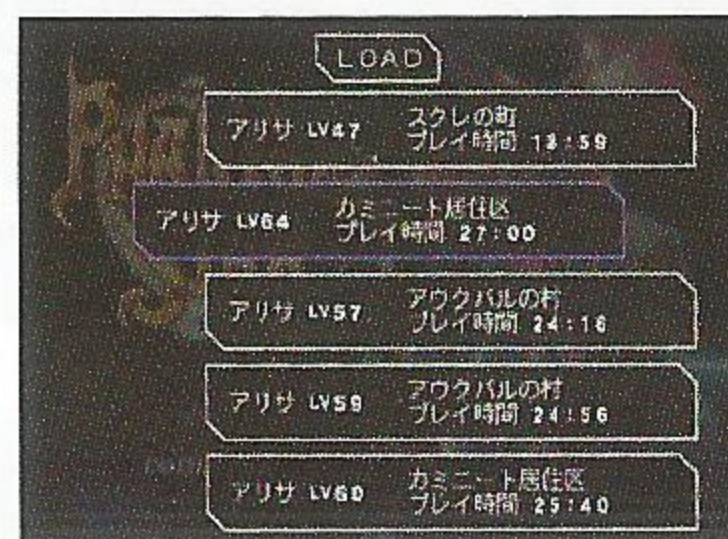 LOAD
アリサ LV47
スクレの町
プレイ時間 18:59
アリサ LV64
カミニート居住区
プレイ時間 27:00
アリサ LV57
アウクバルの村
プレイ時間 24:16
アリサ LV59
アウクバルの村
プレイ時間 24:56
アリサ LV60
カミニート居住区
プレイ時間 25:40